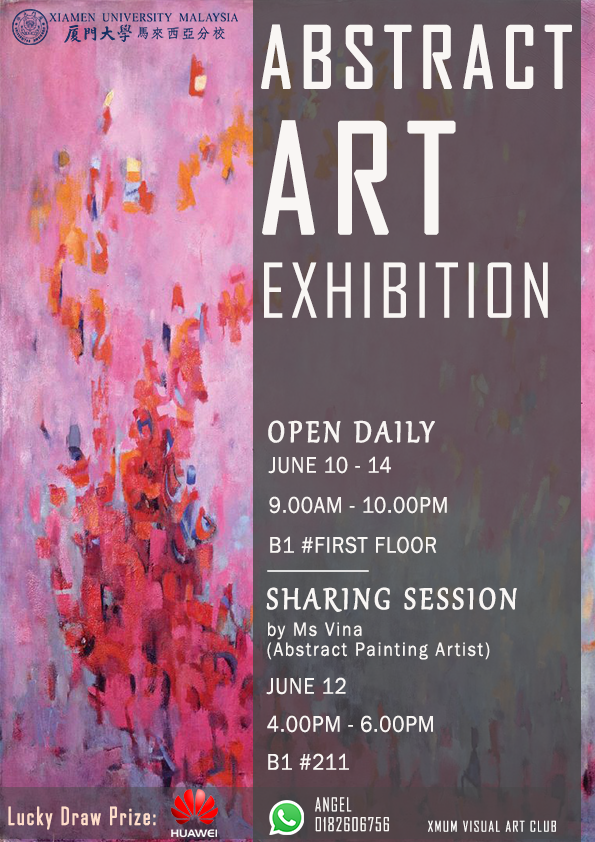 XIAMEN UNIVERSITY MALAYSIA
厦門大學 馬來西亞分校
ABSTRACT
ART
EXHIBITION
OPEN DAILY
JUNE 10 - 14
9.00AM - 10.00PM
B1 #FIRST FLOOR
SHARING SESSION
by Ms Vina
(Abstract Painting Artist)
JUNE 12
4.00PM - 6.00PM
B1 #211
Lucky Draw Prize:
HUAWEI
ANGEL
0182606756
XMUM VISUAL ART CLUB